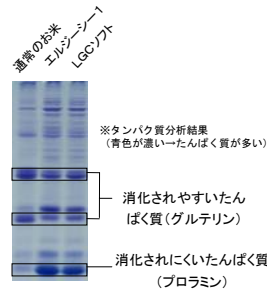 通常のお米
エルジーシー１
LGCソフト
※タンパク質分析結果
（青色が濃い→たんぱく質が多い）
消化されやすいたん
ぱく質（グルテリン）
消化されにくいたんぱく質
（プロラミン）